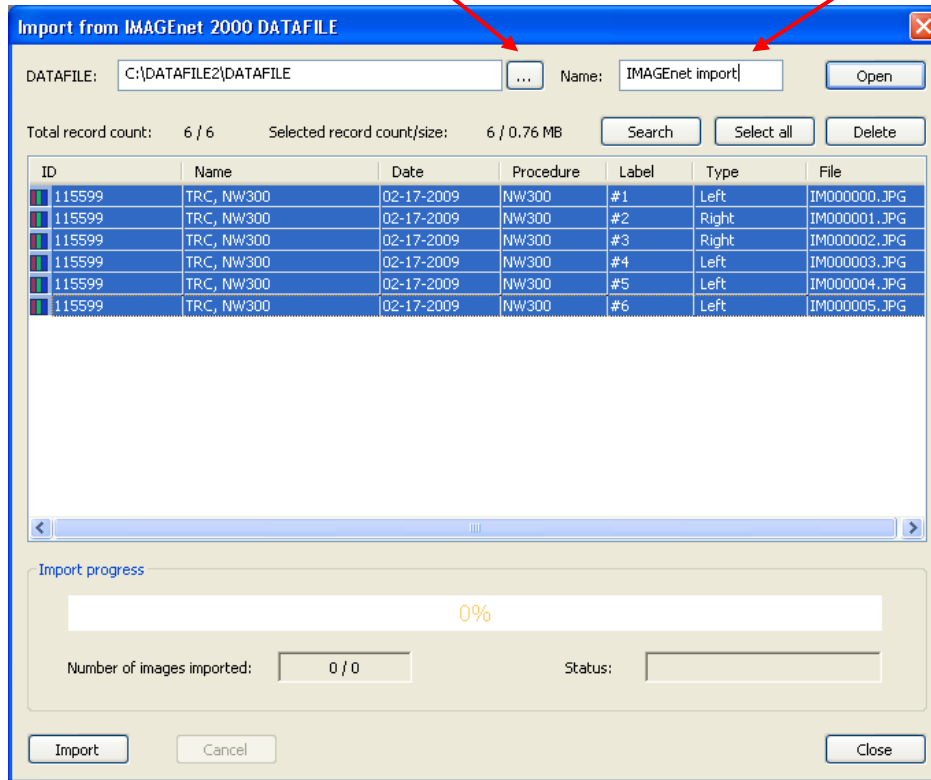 Import from IMAGEnet 2000 DATAFILE
DATAFILE: C:\DATAFILE2\DATAFILE ... Name: IMAGEnet import Open
Total record count: 6 / 6 Selected record count/size: 6 / 0.76 MB Search Select all Delete
ID Name Date Procedure Label Type File
115599 TRC, NW300 02-17-2009 NW300 #1 Left IM000000.JPG
115599 TRC, NW300 02-17-2009 NW300 #2 Right IM000001.JPG
115599 TRC, NW300 02-17-2009 NW300 #3 Right IM000002.JPG
115599 TRC, NW300 02-17-2009 NW300 #4 Left IM000003.JPG
115599 TRC, NW300 02-17-2009 NW300 #5 Left IM000004.JPG
115599 TRC, NW300 02-17-2009 NW300 #6 Left IM000005.JPG
Import progress
0%
Number of images imported: 0 / 0 Status:
Import Cancel Close